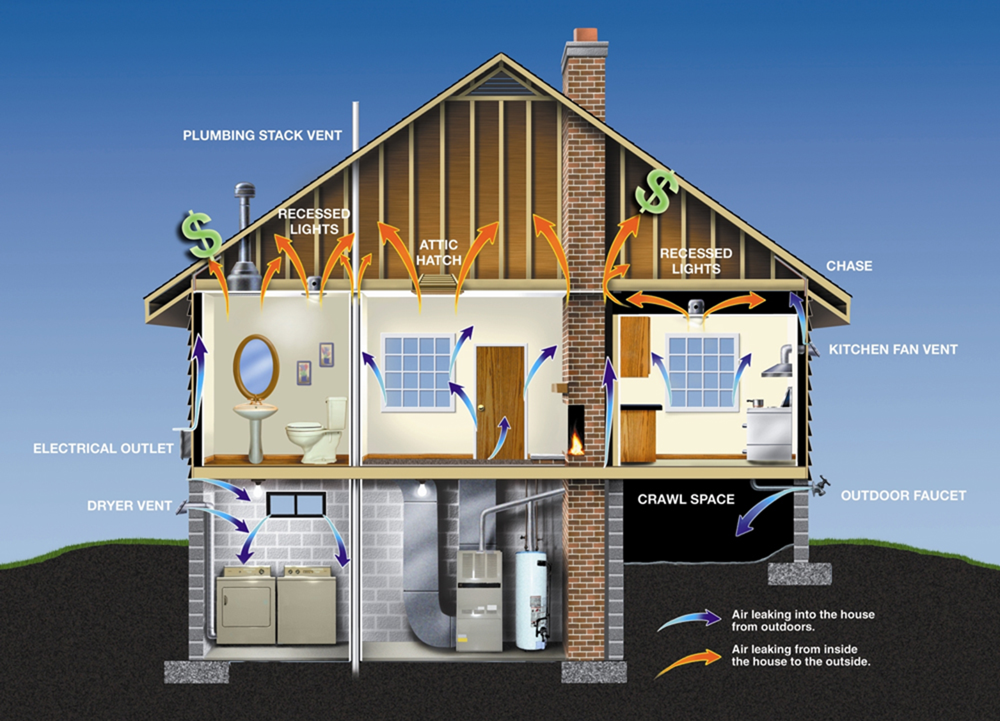 PLUMBING STACK VENT
$
$
RECESSED
LIGHTS
ATTIC
HATCH
RECESSED
LIGHTS
CHASE
KITCHEN FAN VENT
ELECTRICAL OUTLET
DRYER VENT
CRAWL SPACE
OUTDOOR FAUCET
Air leaking into the house
from outdoors.
Air leaking from inside
the house to the outside.